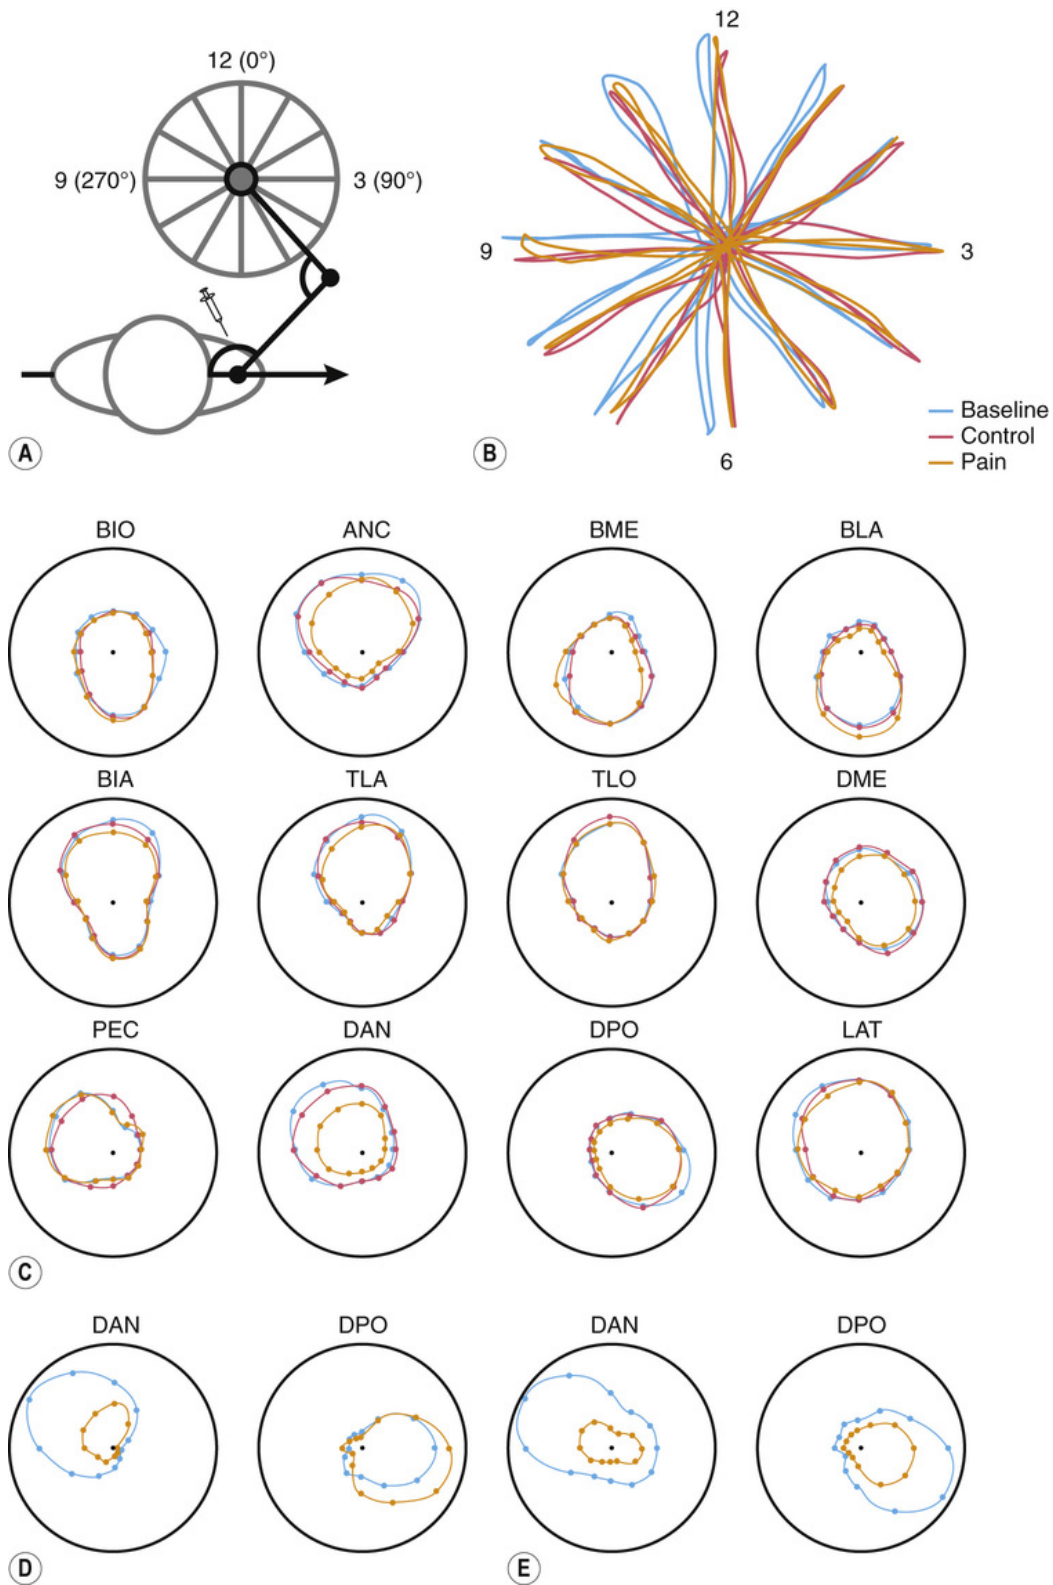 12 (0°)
9 (270°)
3 (90°)
A
12
9
3
6
Baseline
Control
Pain
B
BIO
ANC
BME
BLA
BIA
TLA
TLO
DME
PEC
DAN
DPO
LAT
C
DAN
DPO
DAN
DPO
D
E